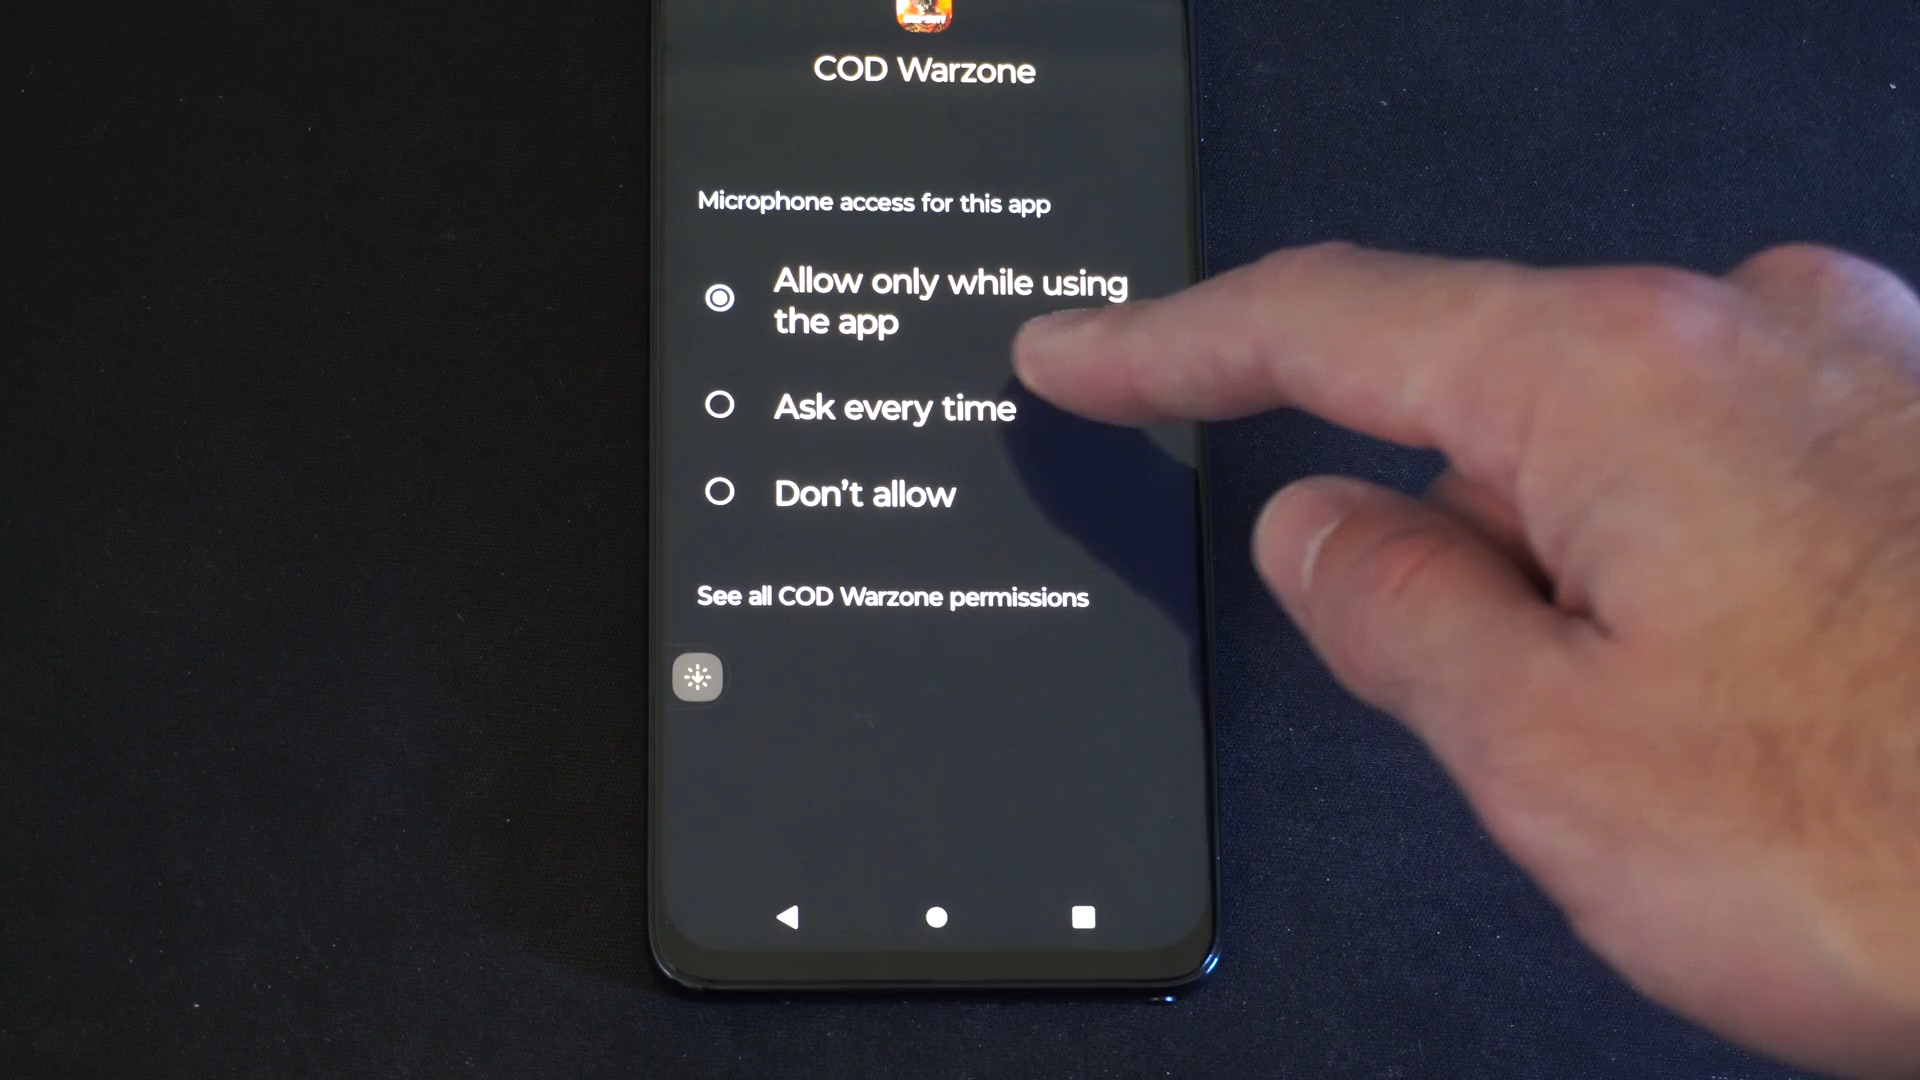 COD Warzone
Microphone access for this app
Allow only while using
the app
Ask every time
Don’t allow
See all COD Warzone permissions